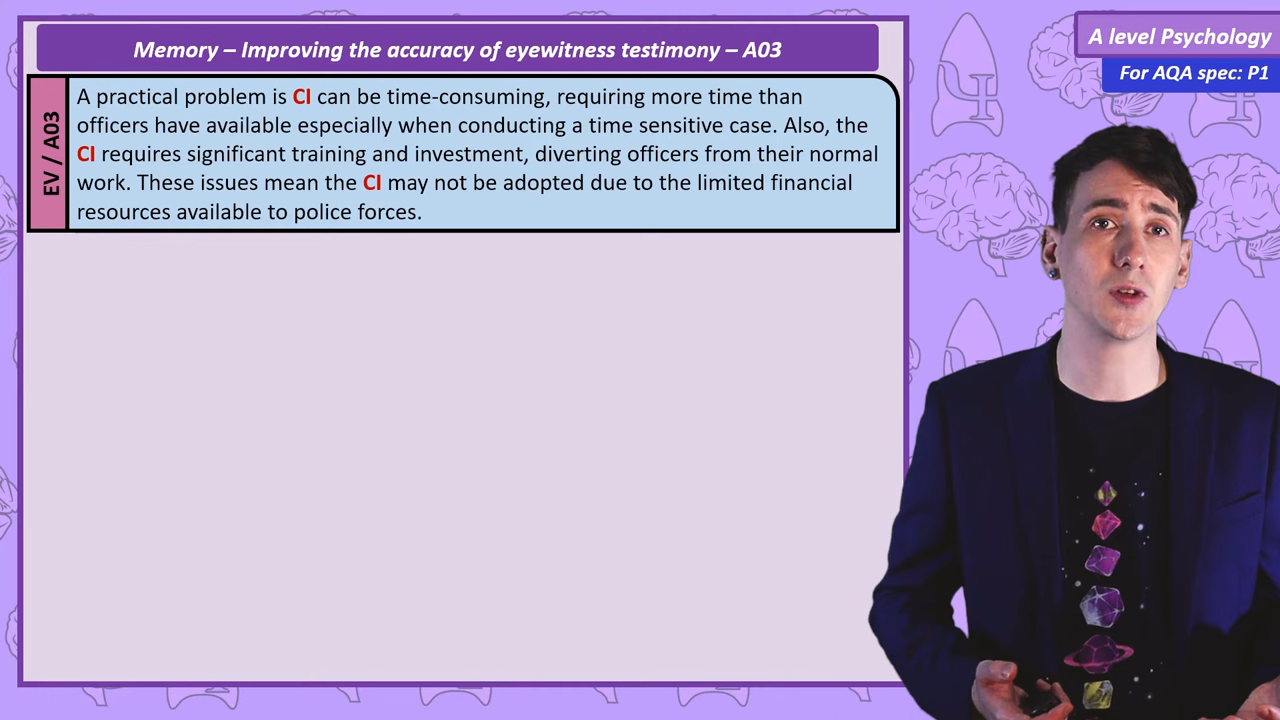 Memory – Improving the accuracy of eyewitness testimony – A03
A level Psychology
For AQA spec: P1
EV / A03
A practical problem is CI can be time-consuming, requiring more time than
officers have available especially when conducting a time sensitive case. Also, the
CI requires significant training and investment, diverting officers from their normal
work. These issues mean the CI may not be adopted due to the limited financial
resources available to police forces.